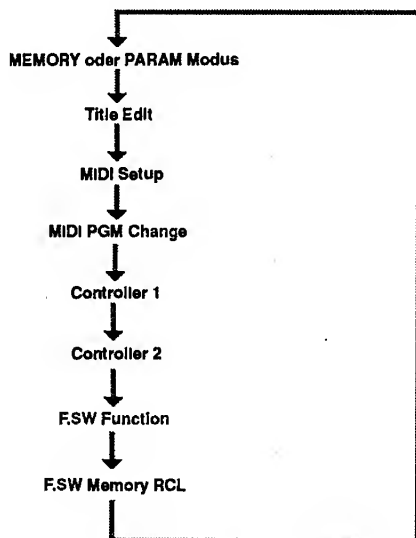 MEMORY oder PARAM Modus
Title Edit
MIDI Setup
MIDI PGM Change
Controller 1
Controller 2
F.SW Function
F.SW Memory RCL